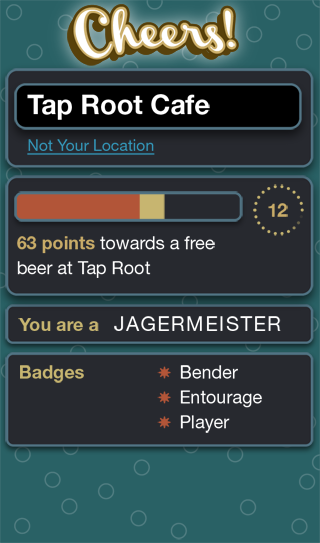 Cheers!
Tap Root Cafe
Not Your Location
12
63 points towards a free
beer at Tap Root
You are a JAGERMEISTER
Badges
Bender
Entourage
Player